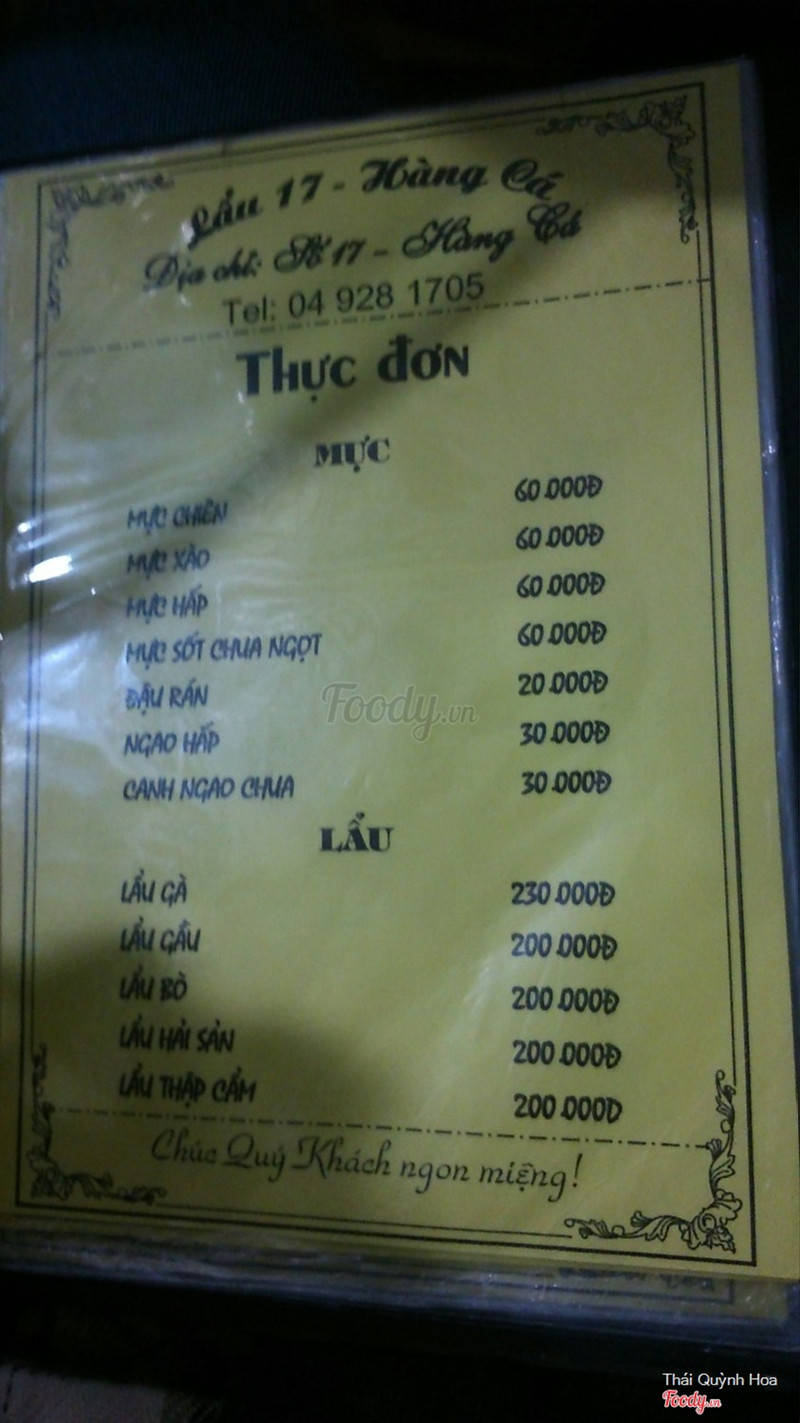 Lẩu 17 - Hàng Cá
Địa chỉ: Số 17 - Hàng Cá
Tel: 04 928 1705
Thực đơn
MỰC
MỰC CHIÊN 60.000Đ
MỰC XÀO 60.000Đ
MỰC HẤP 60.000Đ
MỰC SỐT CHUA NGỌT 60.000Đ
ĐẬU RÁN 20.000Đ
NGAO HẤP 30.000Đ
CANH NGAO CHUA 30.000Đ
LẨU
LẨU GÀ 230.000Đ
LẨU GẦU 200.000Đ
LẨU BÒ 200.000Đ
LẨU HẢI SẢN 200.000Đ
LẨU THẬP CẨM 200.000Đ
Chúc Quý Khách ngon miệng!
Foody.vn
Thái Quỳnh Hoa
Foody.vn